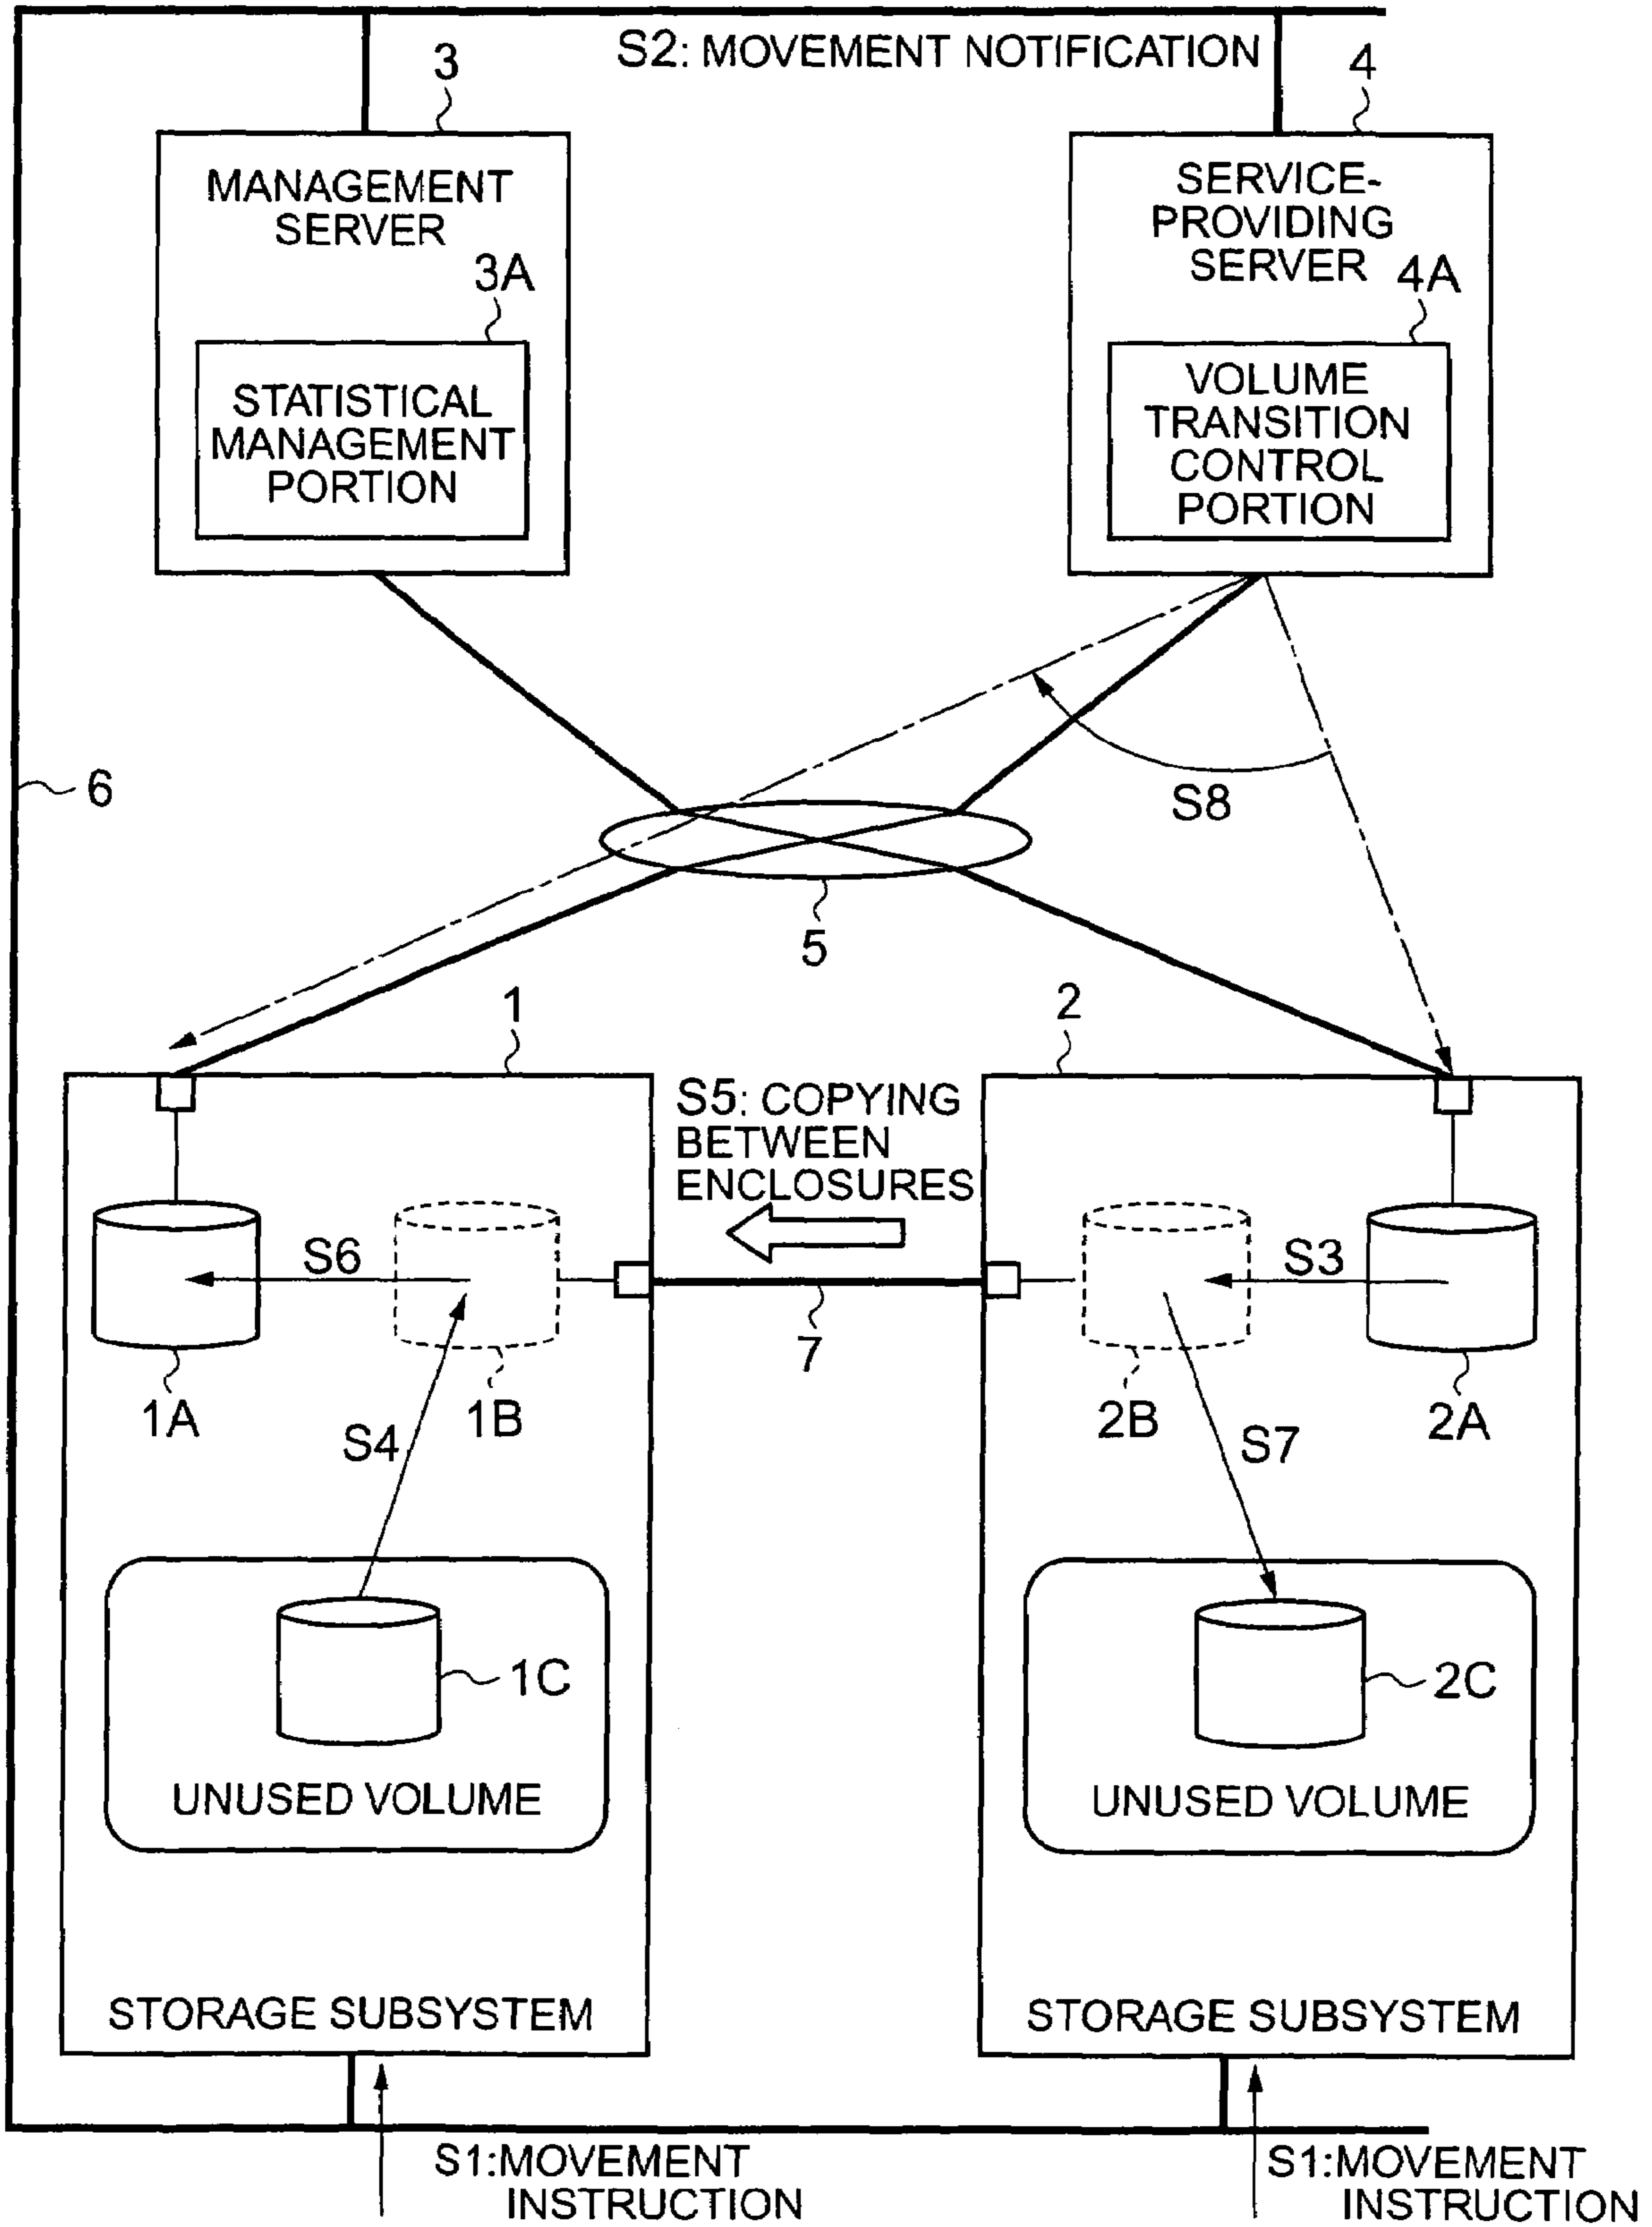 S2: MOVEMENT NOTIFICATION
3
4
MANAGEMENT
SERVER
3A
STATISTICAL
MANAGEMENT
PORTION
SERVICE-
PROVIDING
SERVER
4A
VOLUME
TRANSITION
CONTROL
PORTION
6
S8
5
1
2
S5: COPYING
BETWEEN
ENCLOSURES
S6
S3
7
1A
1B
2B
2A
S4
S7
1C
2C
UNUSED VOLUME
UNUSED VOLUME
STORAGE SUBSYSTEM
STORAGE SUBSYSTEM
S1:MOVEMENT
INSTRUCTION
S1:MOVEMENT
INSTRUCTION